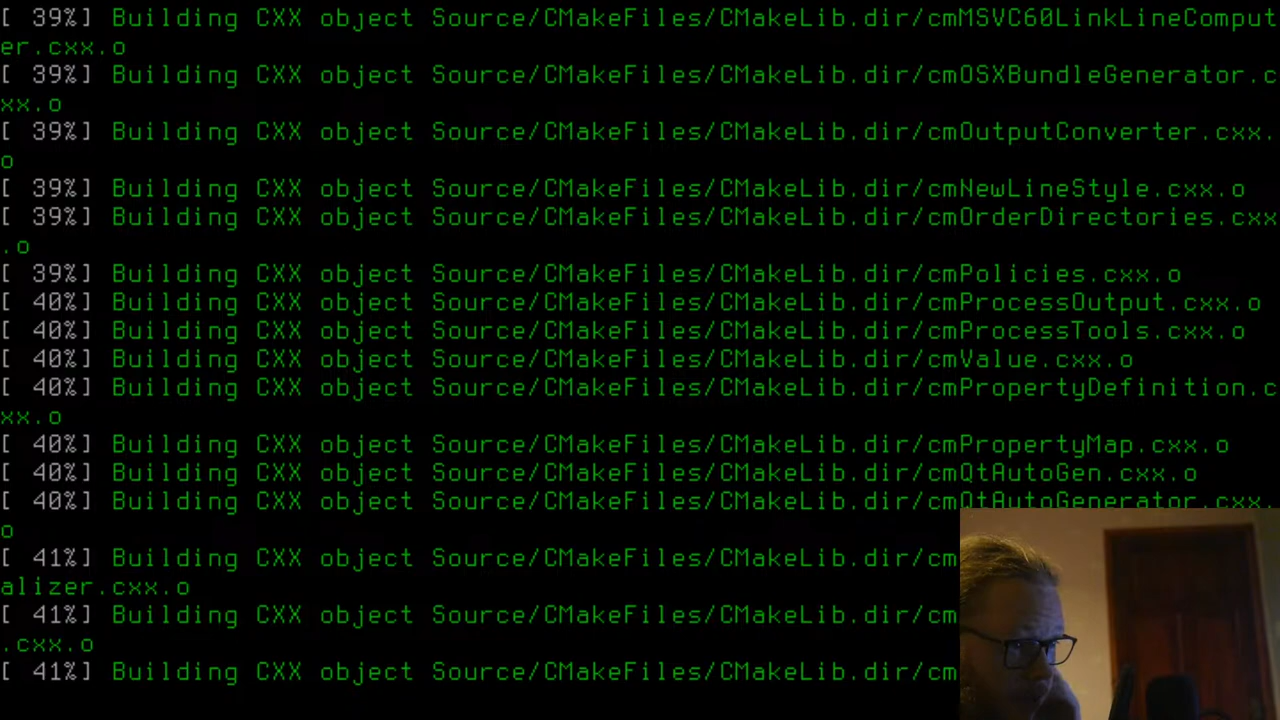 [ 39%] Building CXX object Source/CMakeFiles/CMakeLib.dir/cmMSVC60LinkLineComput
er.cxx.o
[ 39%] Building CXX object Source/CMakeFiles/CMakeLib.dir/cmOSXBundleGenerator.c
xx.o
[ 39%] Building CXX object Source/CMakeFiles/CMakeLib.dir/cmOutputConverter.cxx.
o
[ 39%] Building CXX object Source/CMakeFiles/CMakeLib.dir/cmNewLineStyle.cxx.o
[ 39%] Building CXX object Source/CMakeFiles/CMakeLib.dir/cmOrderDirectories.cxx
.o
[ 39%] Building CXX object Source/CMakeFiles/CMakeLib.dir/cmPolicies.cxx.o
[ 40%] Building CXX object Source/CMakeFiles/CMakeLib.dir/cmProcessOutput.cxx.o
[ 40%] Building CXX object Source/CMakeFiles/CMakeLib.dir/cmProcessTools.cxx.o
[ 40%] Building CXX object Source/CMakeFiles/CMakeLib.dir/cmValue.cxx.o
[ 40%] Building CXX object Source/CMakeFiles/CMakeLib.dir/cmPropertyDefinition.c
xx.o
[ 40%] Building CXX object Source/CMakeFiles/CMakeLib.dir/cmPropertyMap.cxx.o
[ 40%] Building CXX object Source/CMakeFiles/CMakeLib.dir/cmQtAutoGen.cxx.o
[ 40%] Building CXX object Source/CMakeFiles/CMakeLib.dir/cmQtAutoGenerator.cxx.
o
[ 41%] Building CXX object Source/CMakeFiles/CMakeLib.dir/cm
alizer.cxx.o
[ 41%] Building CXX object Source/CMakeFiles/CMakeLib.dir/cm
.cxx.o
[ 41%] Building CXX object Source/CMakeFiles/CMakeLib.dir/cm